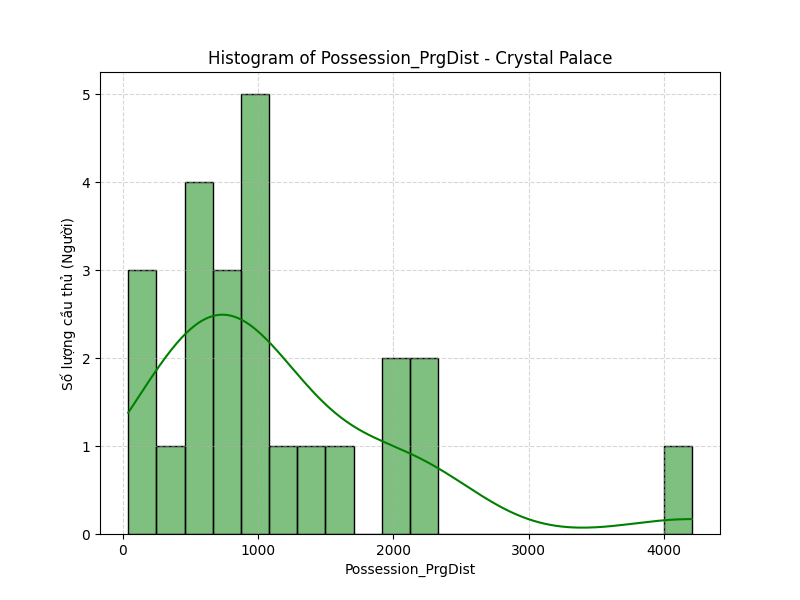 Histogram of Possession_PrgDist - Crystal Palace
5
4
3
2
1
0
Số lượng cầu thủ (Người)
0 1000 2000 3000 4000
Possession_PrgDist